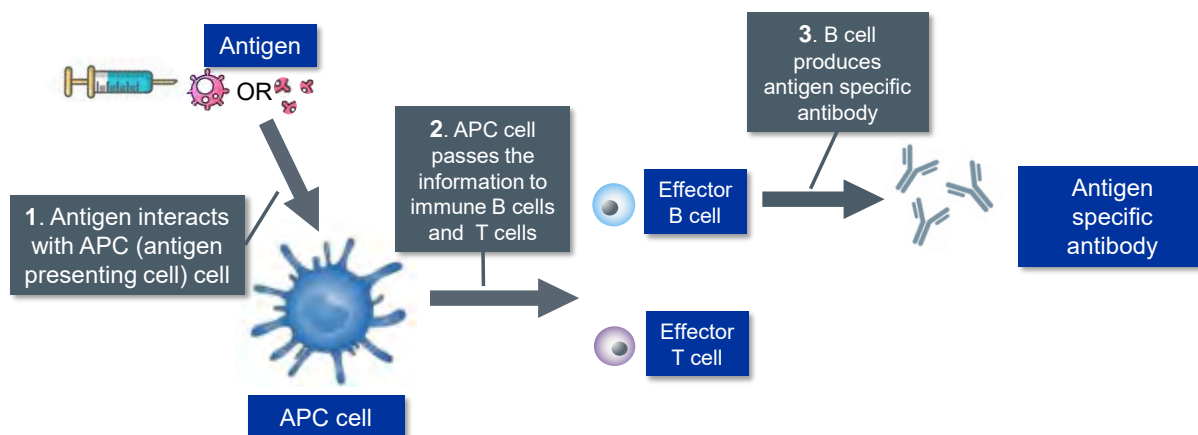 Antigen
OR
1. Antigen interacts
with APC (antigen
presenting cell) cell
APC cell
2. APC cell
passes the
information to
immune B cells
and T cells
Effector
B cell
Effector
T cell
3. B cell
produces
antigen specific
antibody
Antigen
specific
antibody